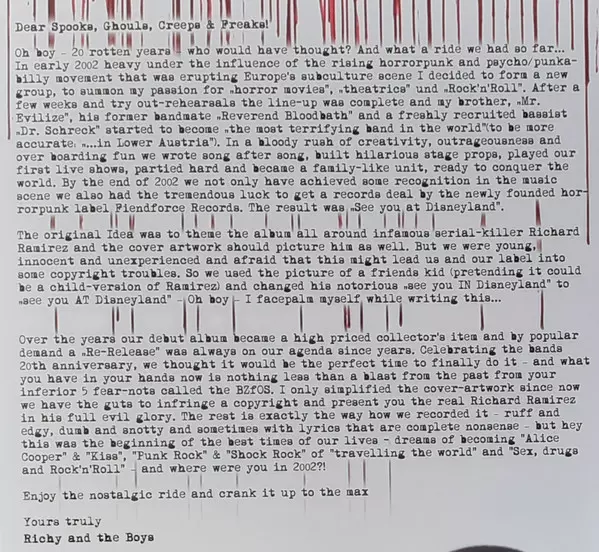 Dear Spooks, Ghouls, Creeps & Freaks!
Oh boy - 20 rotten years - who would have thought? And what a ride we had so far...
In early 2002 heavy under the influence of the rising horrorpunk and psycho/punka-
billy movement that was erupting Europe's subculture scene I decided to form a new
group, to summon my passion for „horror movies", „theatrics" und „Rock'n'Roll". After a
few weeks and try out-rehearsals the line-up was complete and my brother, „Mr.
Evilize", his former bandmate „Reverend Bloodbath" and a freshly recruited bassist
„Dr. Schreck" started to become „the most terrifying band in the world"(to be more
accurate: „...in Lower Austria"). In a bloody rush of creativity, outrageousness and
over boarding fun we wrote song after song, built hilarious stage props, played our
first live shows, partied hard and became a family-like unit, ready to conquer the
world. By the end of 2002 we not only have achieved some recognition in the music
scene we also had the tremendous luck to get a records deal by the newly founded hor-
rorpunk label Fiendforce Records. The result was „See you at Disneyland".
The original Idea was to theme the album all around infamous serial-killer Richard
Ramirez and the cover artwork should picture him as well. But we were young,
innocent and unexperienced and afraid that this might lead us and our label into
some copyright troubles. So we used the picture of a friends kid (pretending it could
be a child-version of Ramirez) and changed his notorious „see you IN Disneyland" to
„see you AT Disneyland" - Oh boy - I facepalm myself while writing this...
Over the years our debut album became a high priced collector's item and by popular
demand a „Re-Release" was always on our agenda since years. Celebrating the bands
20th anniversary, we thought it would be the perfect time to finally do it - and what
you have in your hands now is nothing less than a blast from the past from your
inferior 5 fear-notes called the BZfOS. I only simplified the cover-artwork since now
we have the guts to infringe a copyright and present you the real Richard Ramirez
in his full evil glory. The rest is exactly the way how we recorded it - ruff and
edgy, dumb and snotty and sometimes with lyrics that are complete nonsense - but hey
this was the beginning of the best times of our lives - dreams of becoming "Alice
Cooper" & "Kiss", "Punk Rock" & "Shock Rock" of "travelling the world" and "Sex, drugs
and Rock'n'Roll" - and where were you in 2002?!
Enjoy the nostalgic ride and crank it up to the max
Yours truly
Richy and the Boys